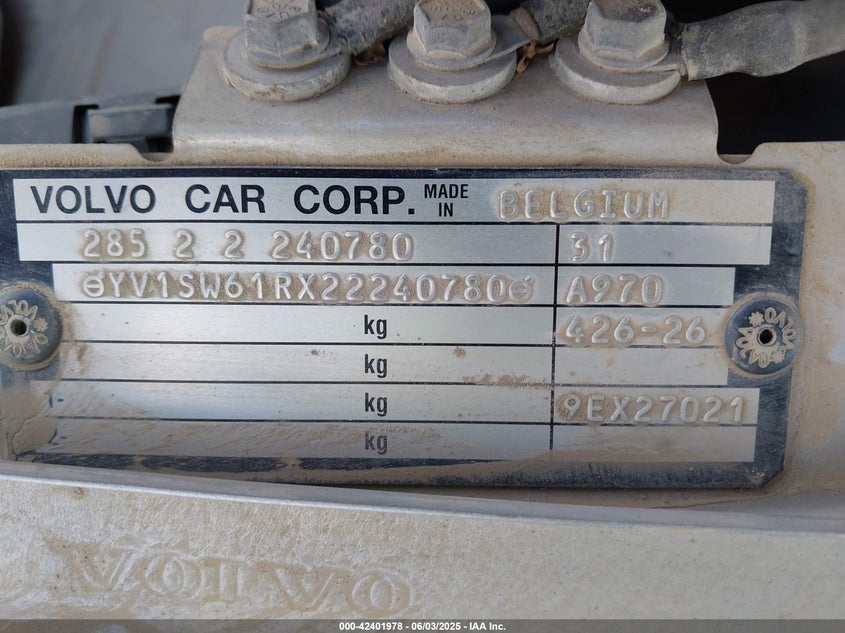 VOLVO CAR CORP. MADE IN BELGIUM
285 2 2 240780 31
YV1SW61RX22240780 A970
kg 426-26
kg
kg 9EX27021
kg
VOLVO
000-42401978 - 06/03/2025 - IAA Inc.